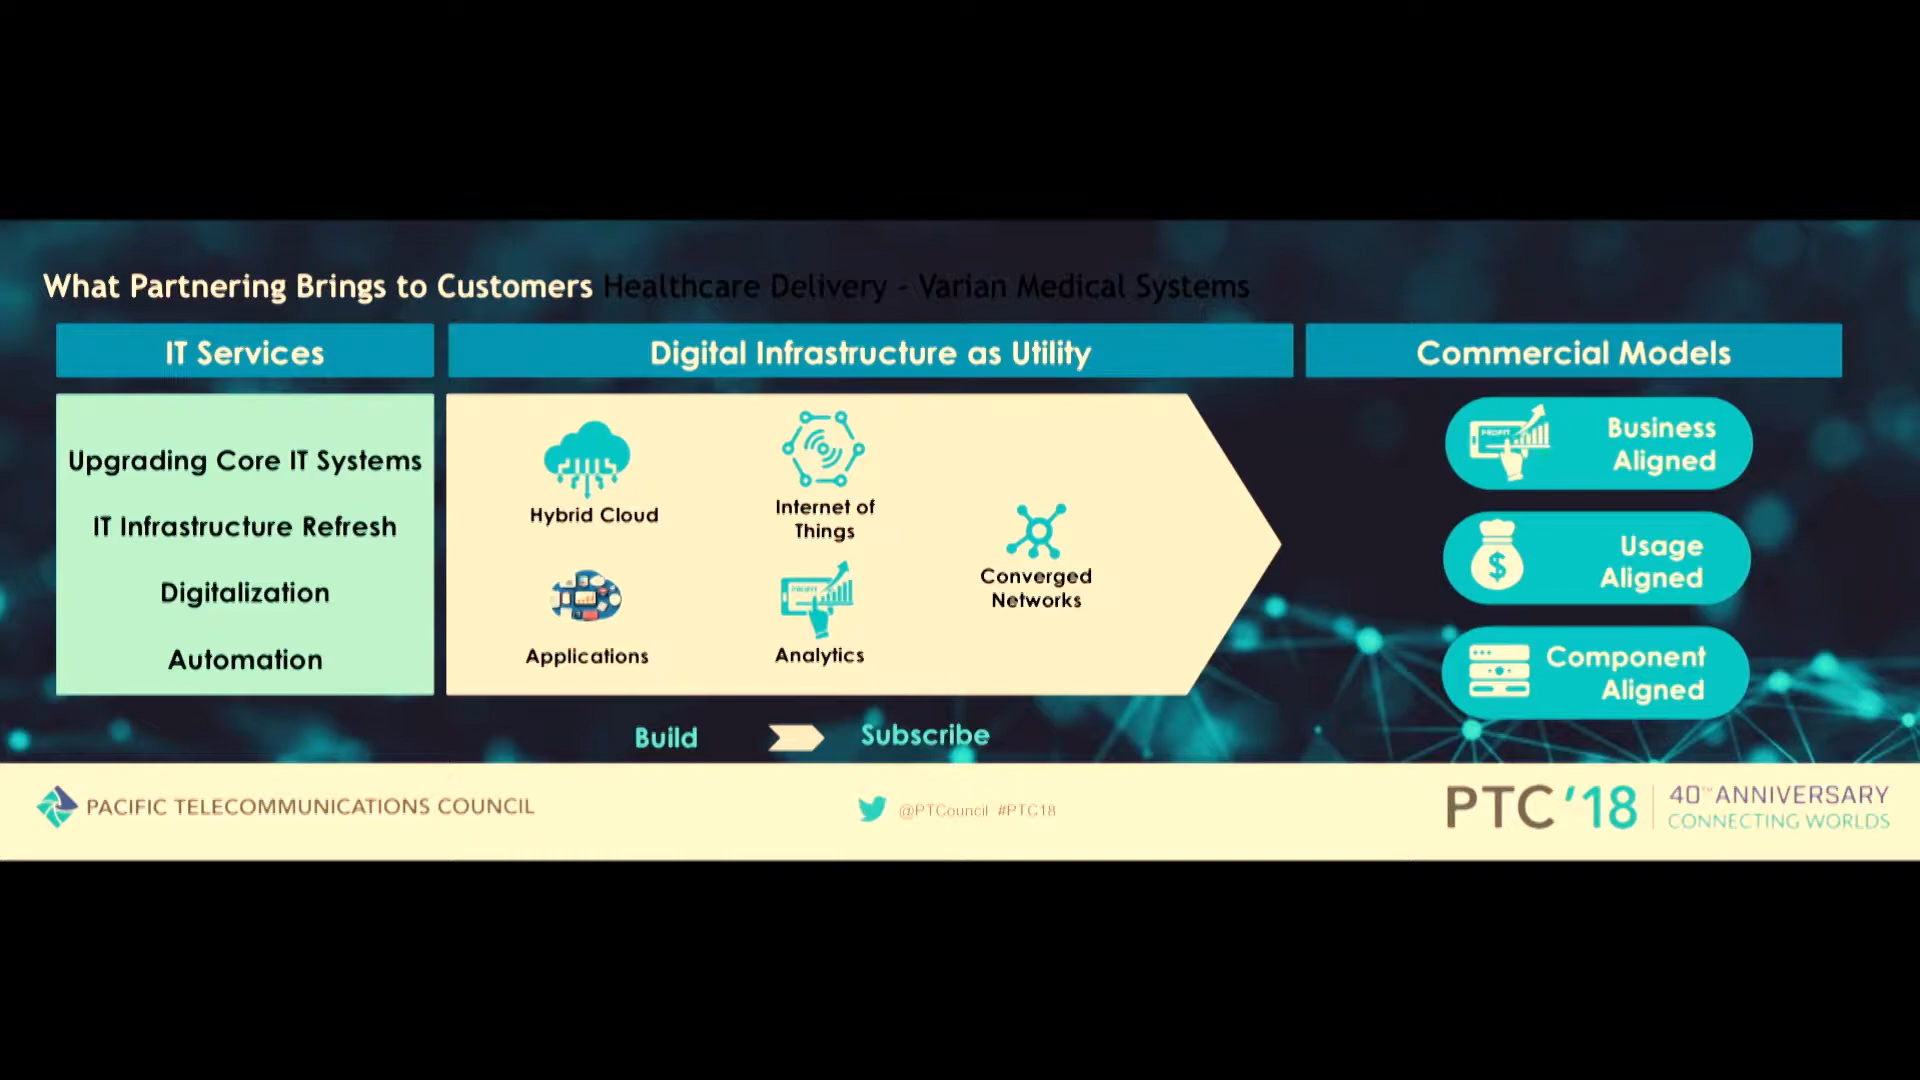 What Partnering Brings to Customers Healthcare Delivery - Varian Medical Systems
IT Services
Digital Infrastructure as Utility
Commercial Models
Upgrading Core IT Systems
IT Infrastructure Refresh
Digitalization
Automation
Hybrid Cloud
Internet of
Things
Applications
PROFIT
Analytics
Converged
Networks
PROFIT
Business
Aligned
$
Usage
Aligned
Component
Aligned
Build
Subscribe
PACIFIC TELECOMMUNICATIONS COUNCIL
@PTCouncil #PTC18
PTC '18
40TH ANNIVERSARY
CONNECTING WORLDS